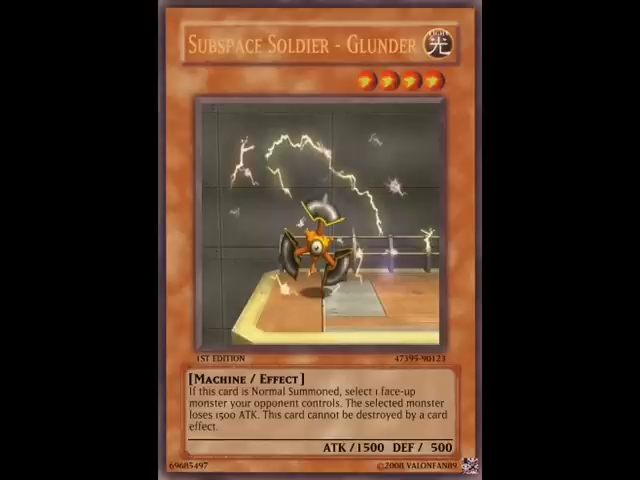 SUBSPACE SOLDIER - GLUNDER
LIGHT
光
1ST EDITION 47395-90123
[MACHINE / EFFECT]
If this card is Normal Summoned, select 1 face-up
monster your opponent controls. The selected monster
loses 1500 ATK. This card cannot be destroyed by a card
effect.
ATK / 1500 DEF / 500
69685497 ©2008 VALONFAN89